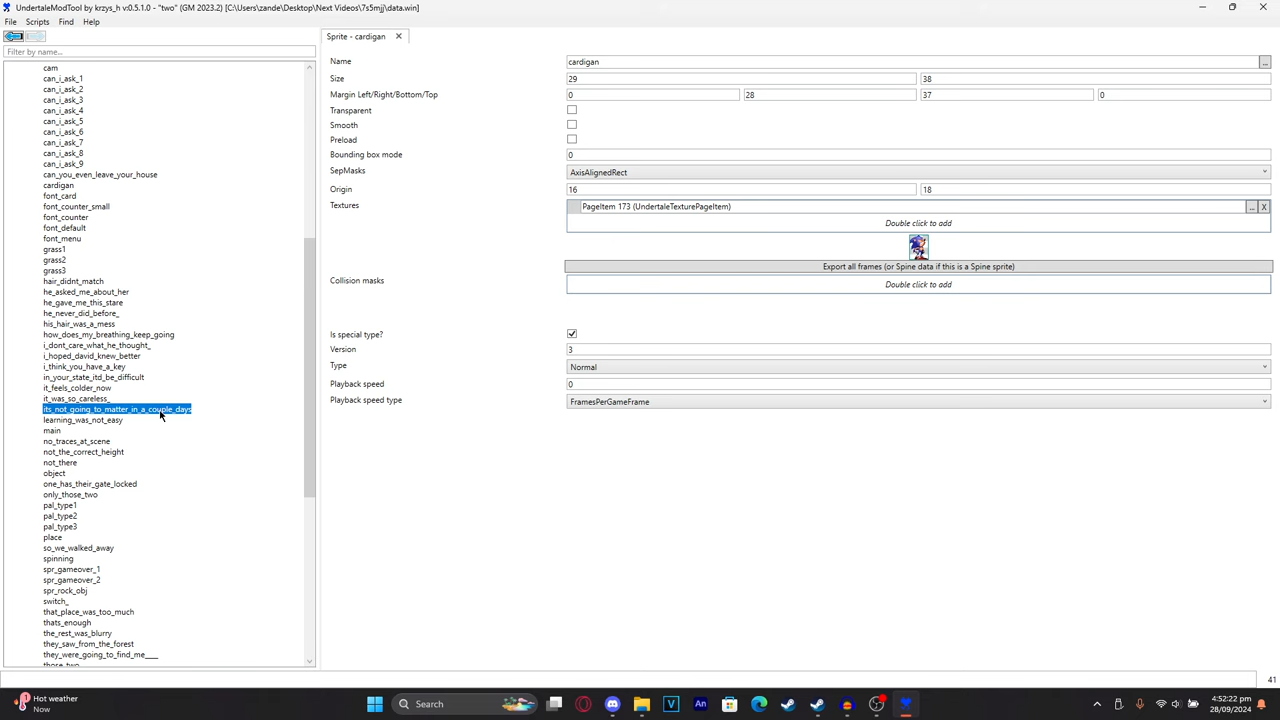 UndertaleModTool by krzys_h v:0.5.1.0 - "two" (GM 2023.2) [C:\Users\zande\Desktop\Next Videos\7s5mjj\data.win]
File Scripts Find Help
Filter by name...
cam
can_i_ask_1
can_i_ask_2
can_i_ask_3
can_i_ask_4
can_i_ask_5
can_i_ask_6
can_i_ask_7
can_i_ask_8
can_i_ask_9
can_you_even_leave_your_house
cardigan
font_card
font_counter_small
font_counter
font_default
font_menu
grass1
grass2
grass3
hair_didnt_match
he_asked_me_about_her
he_gave_me_this_stare
he_never_did_before_
his_hair_was_a_mess
how_does_my_breathing_keep_going
i_dont_care_what_he_thought_
i_hoped_david_knew_better
i_think_you_have_a_key
in_your_state_itd_be_difficult
it_feels_colder_now
it_was_so_careless_
its_not_going_to_matter_in_a_couple_days
learning_was_not_easy
main
no_traces_at_scene
not_the_correct_height
not_there
object
one_has_their_gate_locked
only_those_two
pal_type1
pal_type2
pal_type3
place
so_we_walked_away
spinning
spr_gameover_1
spr_gameover_2
spr_rock_obj
switch_
that_place_was_too_much
thats_enough
the_rest_was_blurry
they_saw_from_the_forest
they_were_going_to_find_me___
those_two
Sprite - cardigan
Name cardigan ...
Size 29 38
Margin Left/Right/Bottom/Top 0 28 37 0
Transparent
Smooth
Preload
Bounding box mode 0
SepMasks AxisAlignedRect
Origin 16 18
Textures PageItem 173 (UndertaleTexturePageItem) ... X
Double click to add
Export all frames (or Spine data if this is a Spine sprite)
Collision masks Double click to add
Is special type?
Version 3
Type Normal
Playback speed 0
Playback speed type FramesPerGameFrame
41
1
Hot weather
Now
Search
4:52:22 pm
28/09/2024